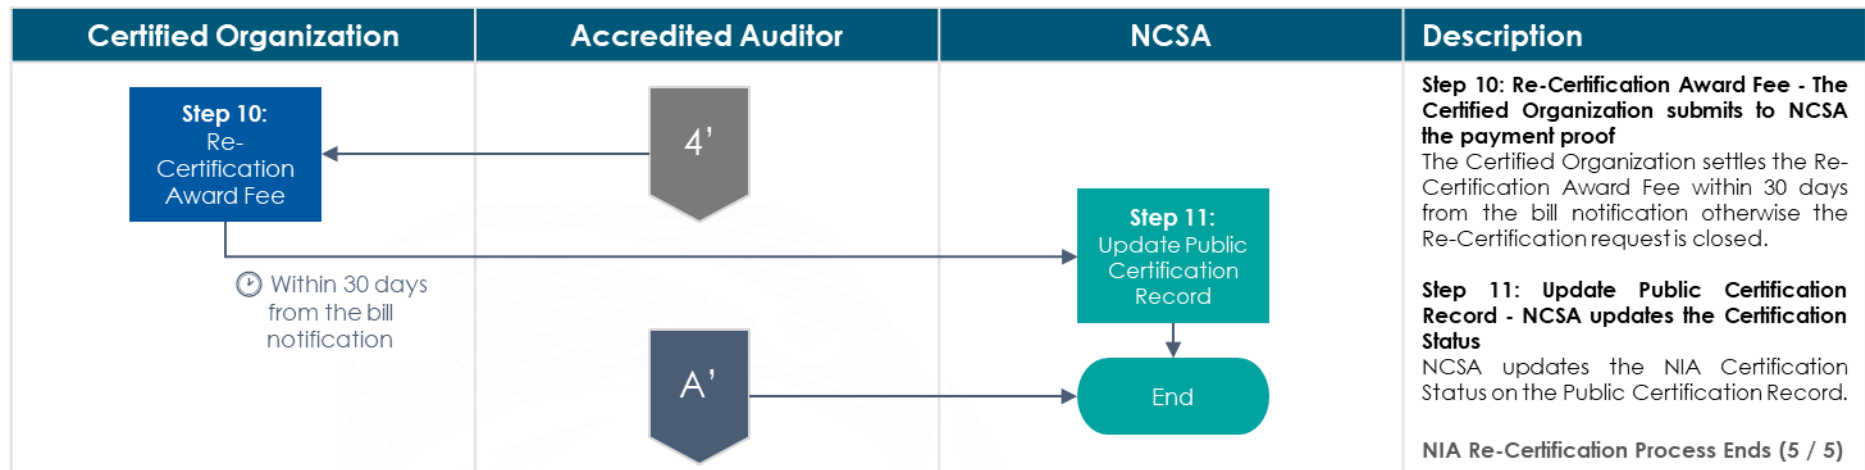 Certified Organization
Accredited Auditor
NCSA
Description
Step 10:
Re-
Certification
Award Fee
4’
Step 11:
Update Public
Certification
Record
Within 30 days
from the bill
notification
A’
End
Step 10: Re-Certification Award Fee - The
Certified Organization submits to NCSA
the payment proof
The Certified Organization settles the Re-
Certification Award Fee within 30 days
from the bill notification otherwise the
Re-Certification request is closed.
Step 11: Update Public Certification
Record - NCSA updates the Certification
Status
NCSA updates the NIA Certification
Status on the Public Certification Record.
NIA Re-Certification Process Ends (5 / 5)